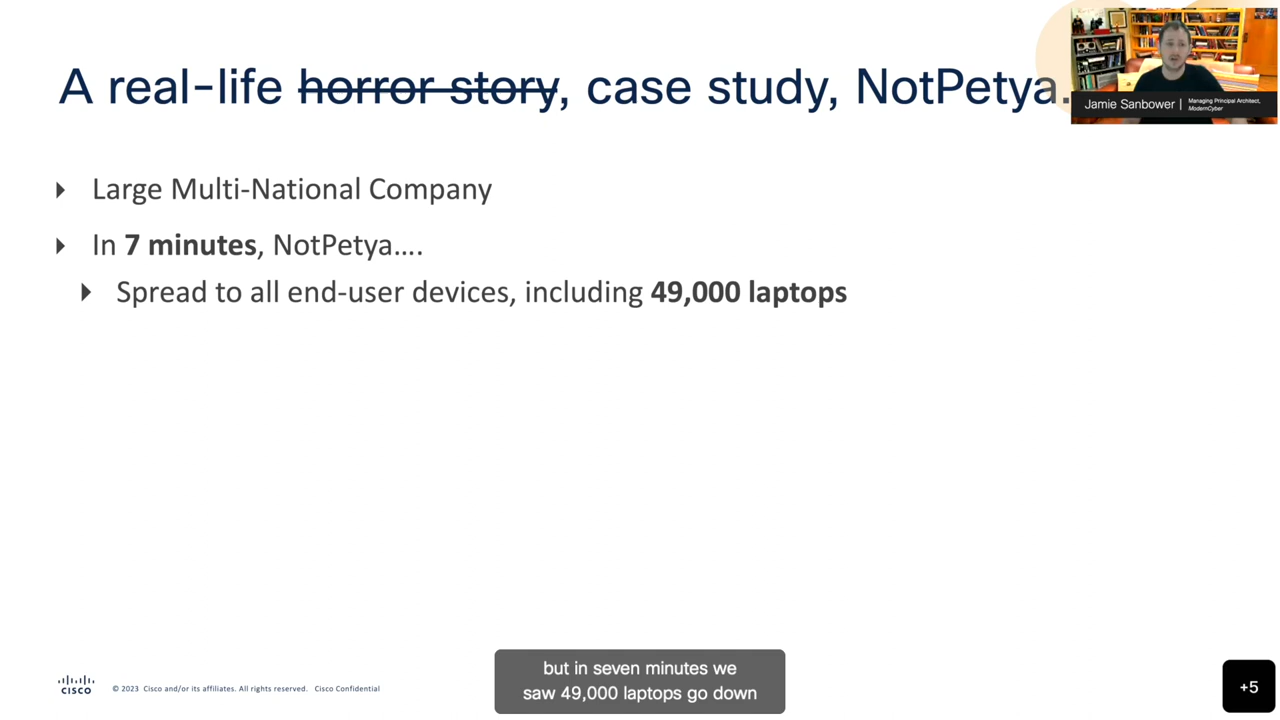 A real-life horror story, case study, NotPetya.
Jamie Sanbower | Managing Principal Architect,
ModernCyber
Large Multi-National Company
In 7 minutes, NotPetya....
Spread to all end-user devices, including 49,000 laptops
but in seven minutes we
saw 49,000 laptops go down
CISCO
© 2023 Cisco and/or its affiliates. All rights reserved. Cisco Confidential
+5